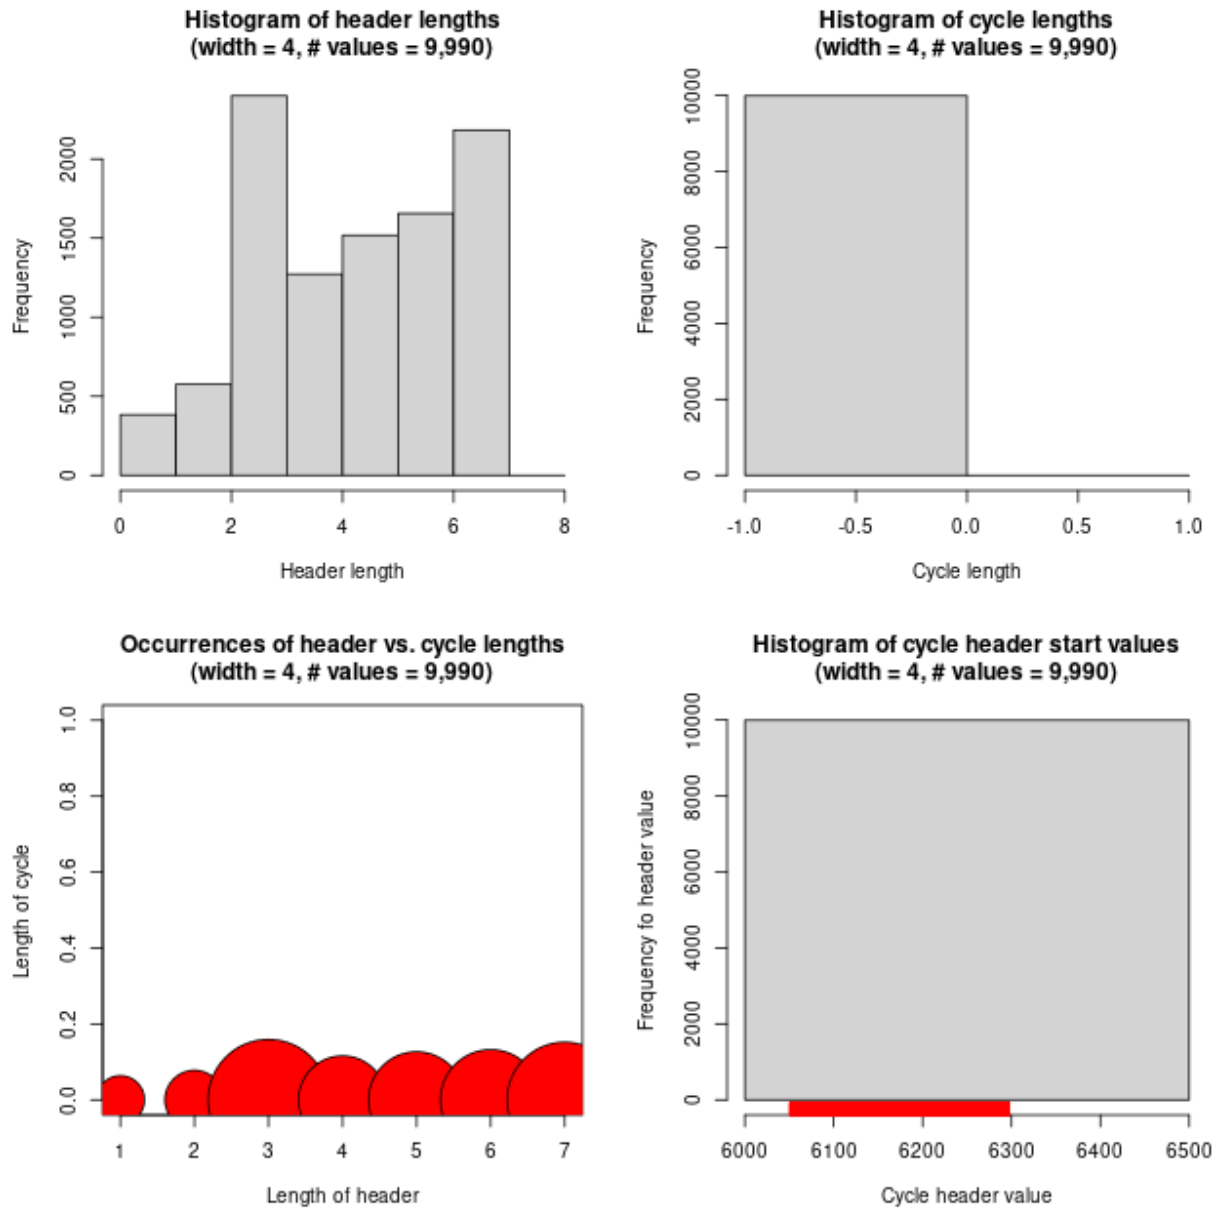 Histogram of header lengths
(width = 4, # values = 9,990)
Frequency
2000
1500
1000
500
0
0 2 4 6 8
Header length
Histogram of cycle lengths
(width = 4, # values = 9,990)
Frequency
10000
8000
6000
4000
2000
0
-1.0 -0.5 0.0 0.5 1.0
Cycle length
Occurrences of header vs. cycle lengths
(width = 4, # values = 9,990)
Length of cycle
1.0
0.8
0.6
0.4
0.2
0.0
1 2 3 4 5 6 7
Length of header
Histogram of cycle header start values
(width = 4, # values = 9,990)
Frequency fo header value
10000
8000
6000
4000
2000
0
6000 6100 6200 6300 6400 6500
Cycle header value